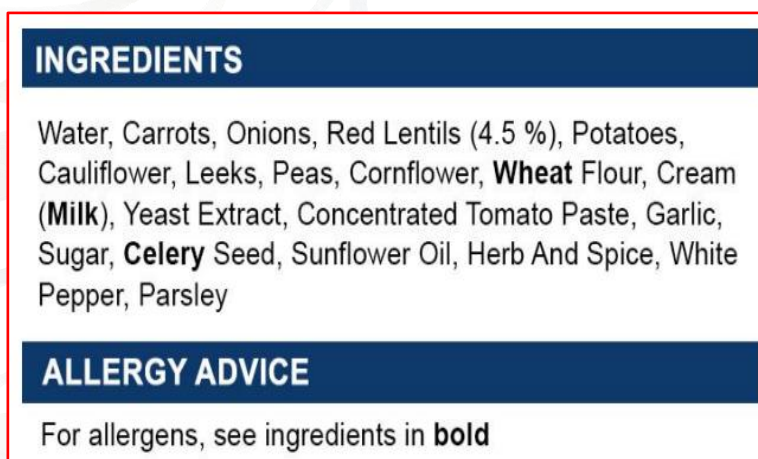 INGREDIENTS
Water, Carrots, Onions, Red Lentils (4.5 %), Potatoes,
Cauliflower, Leeks, Peas, Cornflower, Wheat Flour, Cream
(Milk), Yeast Extract, Concentrated Tomato Paste, Garlic,
Sugar, Celery Seed, Sunflower Oil, Herb And Spice, White
Pepper, Parsley
ALLERGY ADVICE
For allergens, see ingredients in bold